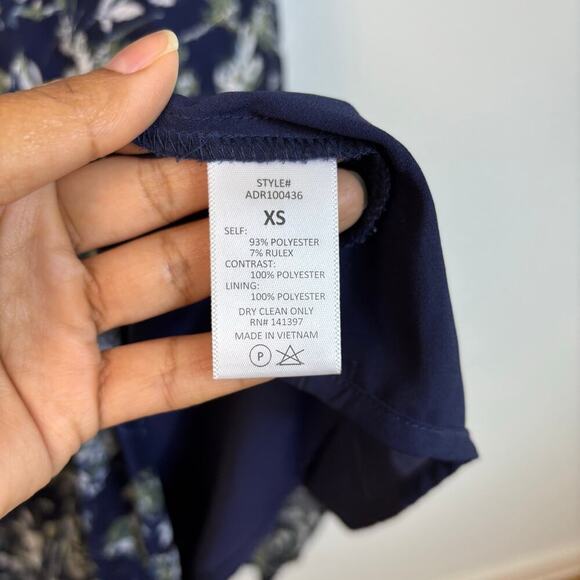 STYLE#
ADR100436
XS
SELF:
93% POLYESTER
7% RULEX
CONTRAST:
100% POLYESTER
LINING:
100% POLYESTER
DRY CLEAN ONLY
RN# 141397
MADE IN VIETNAM
P